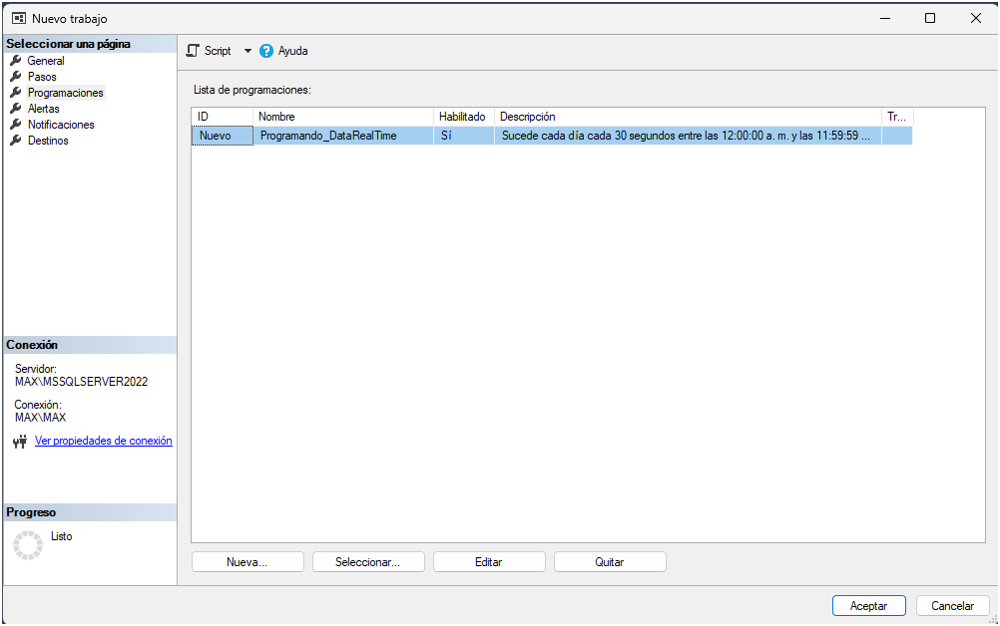 Nuevo trabajo
Seleccionar una página
General
Pasos
Programaciones
Alertas
Notificaciones
Destinos
Conexión
Servidor:
MAX\MSSQLSERVER2022
Conexión:
MAX\MAX
Ver propiedades de conexión
Progreso
Listo
Script ? Ayuda
Lista de programaciones:
ID Nombre Habilitado Descripción Tr...
Nuevo Programando_DataRealTime Sí Sucede cada día cada 30 segundos entre las 12:00:00 a. m. y las 11:59:59 ...
Nueva... Seleccionar... Editar Quitar
Aceptar Cancelar